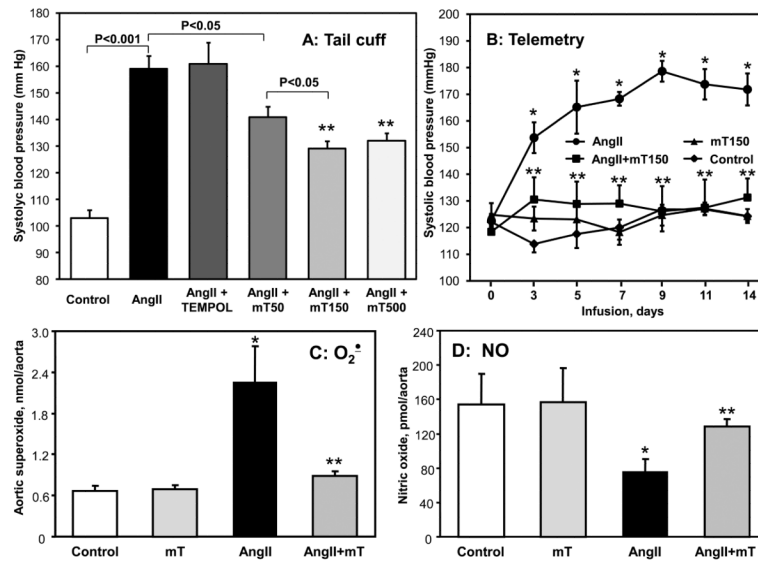 A: Tail cuff
P<0.001
P<0.05
P<0.05
**
**
Systolyc blood pressure (mm Hg)
180
170
160
150
140
130
120
110
100
90
80
Control
AngII
AngII +
TEMPOL
AngII +
mT50
AngII +
mT150
AngII +
mT500
B: Telemetry
Systolic blood pressure (mmHg)
200
180
160
140
120
100
* * * * * *
AngII
mT150
AngII+mT150
Control
** ** ** ** ** **
0 3 5 7 9 11 14
Infusion, days
C: O₂•̲
Aortic superoxide, nmol/aorta
3.0
2.4
1.8
1.2
0.6
0
*
**
Control mT AngII AngII+mT
D: NO
Nitric oxide, pmol/aorta
240
200
160
120
80
40
0
*
**
Control mT AngII AngII+mT